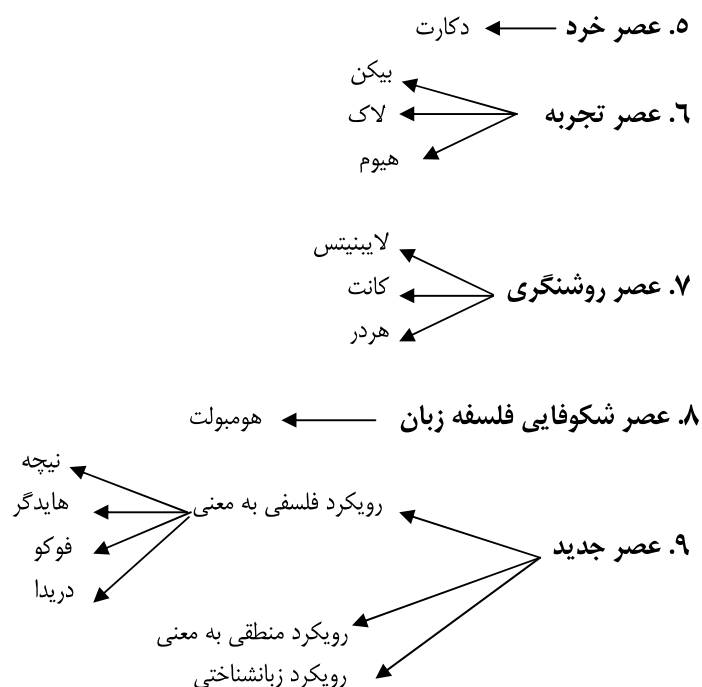 ۵. عصر خرد دکارت
بیکن
۶. عصر تجربه لاک
هیوم
لایبنیتس
۷. عصر روشنگری کانت
هردر
۸. عصر شکوفایی فلسفه زبان هومبولت
نیچه
رویکرد فلسفی به معنی هایدگر
۹. عصر جدید فوکو
دریدا
رویکرد منطقی به معنی
رویکرد زبانشناختی